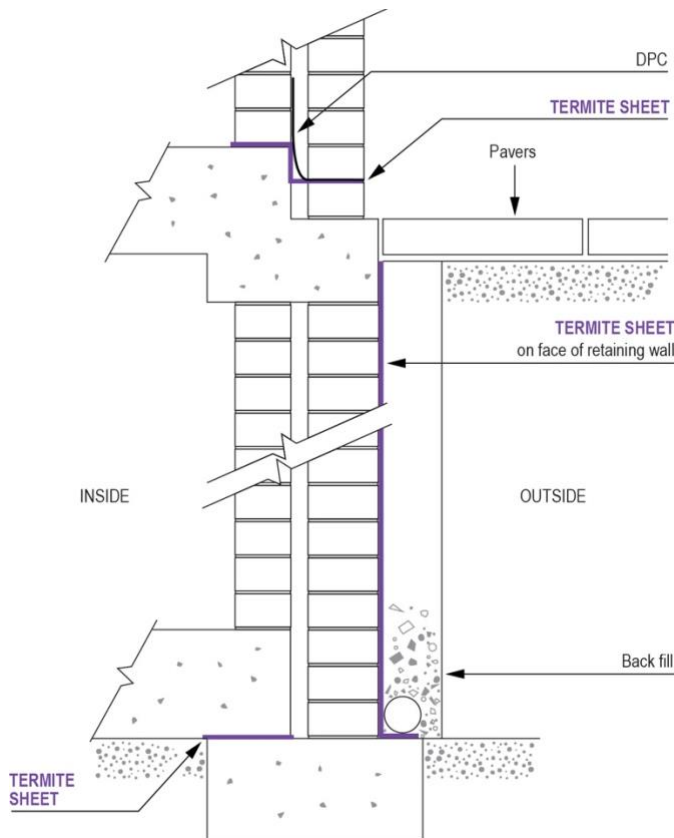 DPC
TERMITE SHEET
Pavers
TERMITE SHEET
on face of retaining wall
INSIDE
OUTSIDE
Back fill
TERMITE
SHEET